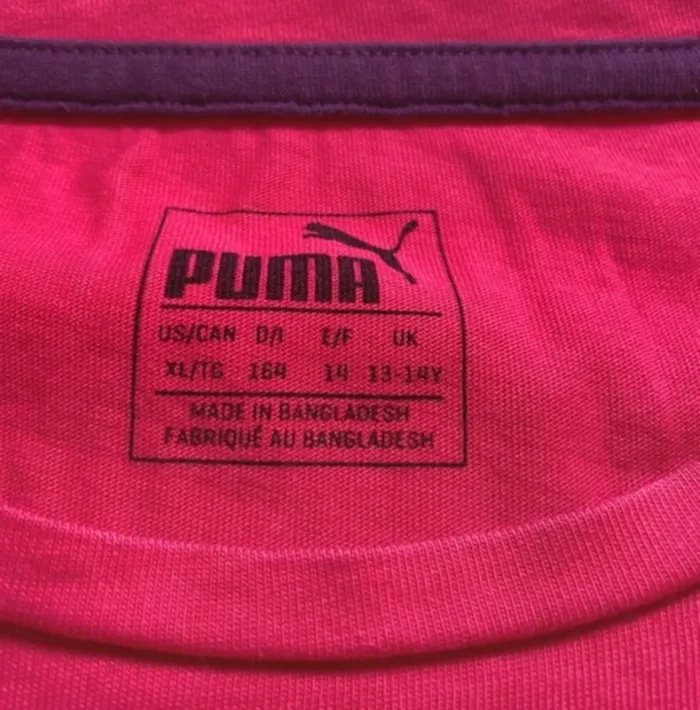 PUMA
US/CAN D/I E/F UK
XL/TG 164 14 13-14Y
MADE IN BANGLADESH
FABRIQUÉ AU BANGLADESH